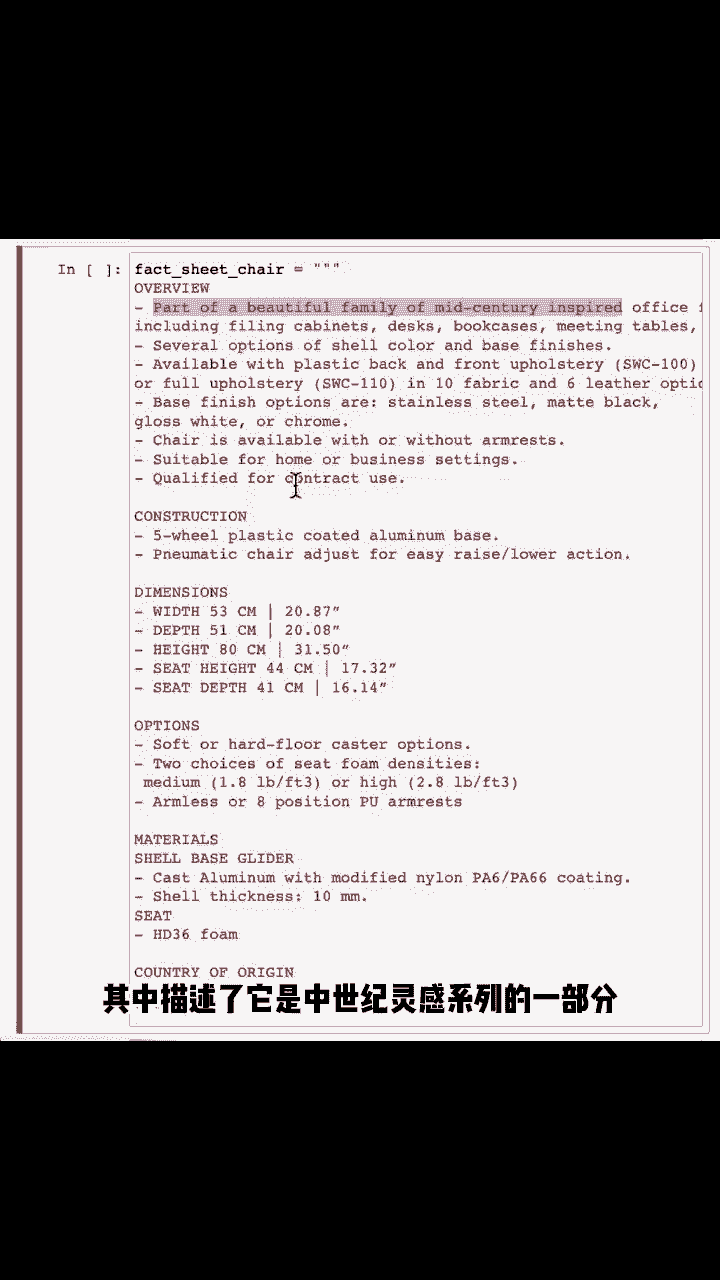 In [ ]: fact_sheet_chair = """
OVERVIEW
- Part of a beautiful family of mid-century inspired office
including filing cabinets, desks, bookcases, meeting tables,
- Several options of shell color and base finishes.
- Available with plastic back and front upholstery (SWC-100)
or full upholstery (SWC-110) in 10 fabric and 6 leather
- Base finish options are: stainless steel, matte black,
gloss white, or chrome.
- Chair is available with or without armrests.
- Suitable for home or business settings.
- Qualified for contract use.
CONSTRUCTION
- 5-wheel plastic coated aluminum base.
- Pneumatic chair adjust for easy raise/lower action.
DIMENSIONS
- WIDTH 53 CM | 20.87”
- DEPTH 51 CM | 20.08”
- HEIGHT 80 CM | 31.50”
- SEAT HEIGHT 44 CM | 17.32”
- SEAT DEPTH 41 CM | 16.14”
OPTIONS
- Soft or hard-floor caster options.
- Two choices of seat foam densities:
medium (1.8 lb/ft3) or high (2.8 lb/ft3)
- Armless or 8 position PU armrests
MATERIALS
SHELL BASE GLIDER
- Cast Aluminum with modified nylon PA6/PA66 coating.
- Shell thickness: 10 mm.
SEAT
- HD36 foam
COUNTRY OF ORIGIN
其中描述了它是中世纪灵感系列的一部分